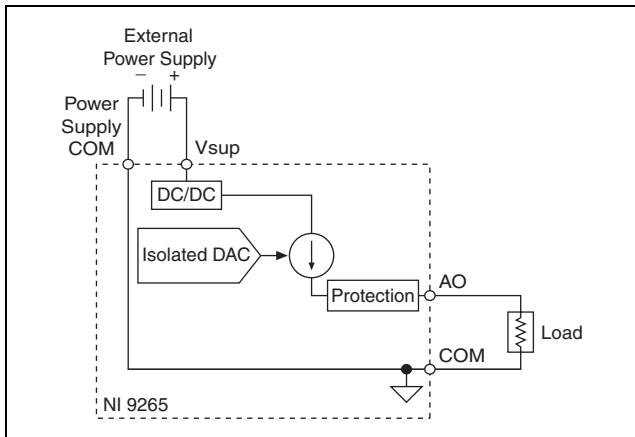 External
Power Supply
− +
Power
Supply
COM
Vsup
DC/DC
Isolated DAC
Protection
AO
Load
COM
NI 9265